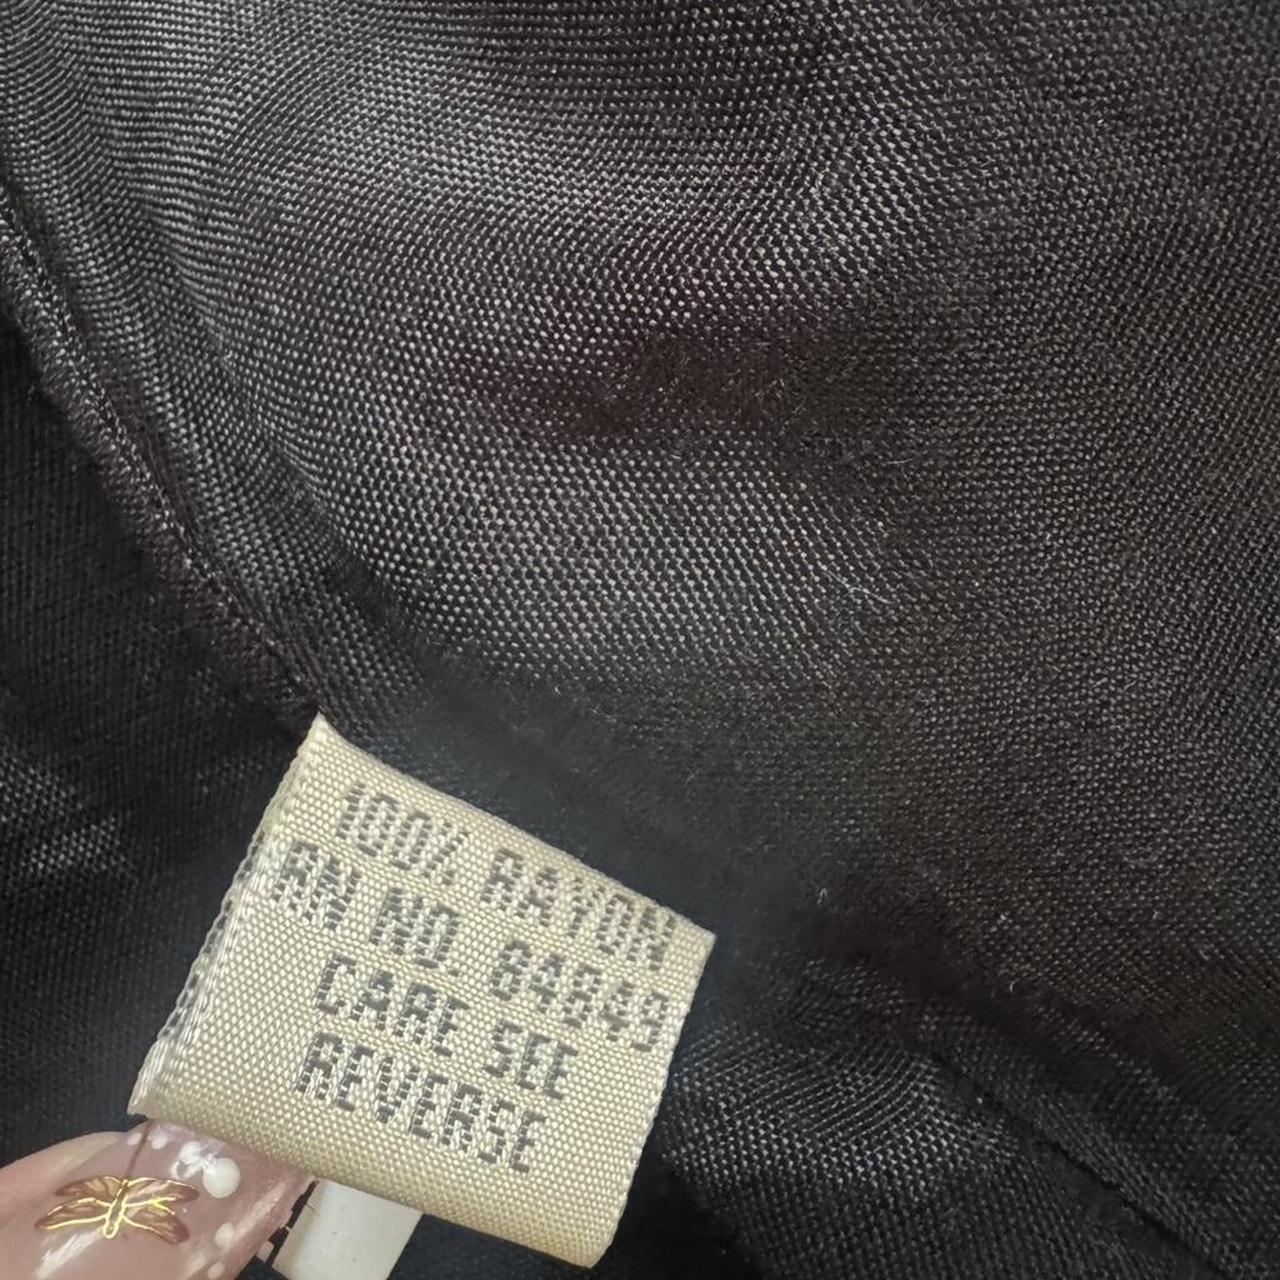 100% RAYON
RN NO. 64849
CARE SEE
REVERSE